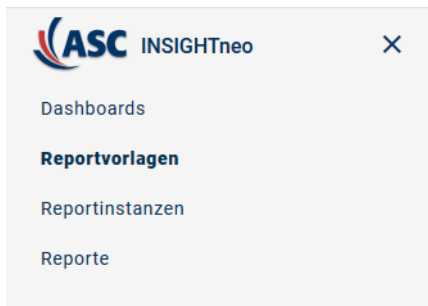 ASC INSIGHTneo
Dashboards
Reportvorlagen
Reportinstanzen
Reporte